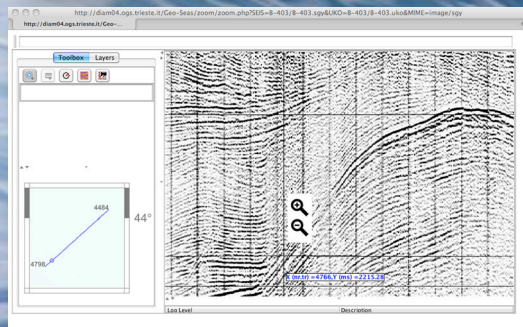 http://diam04.ogs.trieste.it/Geo-Seas/zoom/zoom.php?SEIS=B-403/B-403.sgy&UKO=B-403/B-403.uko&MIME=image/sgy
http://diam04.ogs.trieste.it/Geo-...
Toolbox Layers
4484
44°
4798
X (nr.tr) =4766,Y (ms) =2215.28
Log Level Description